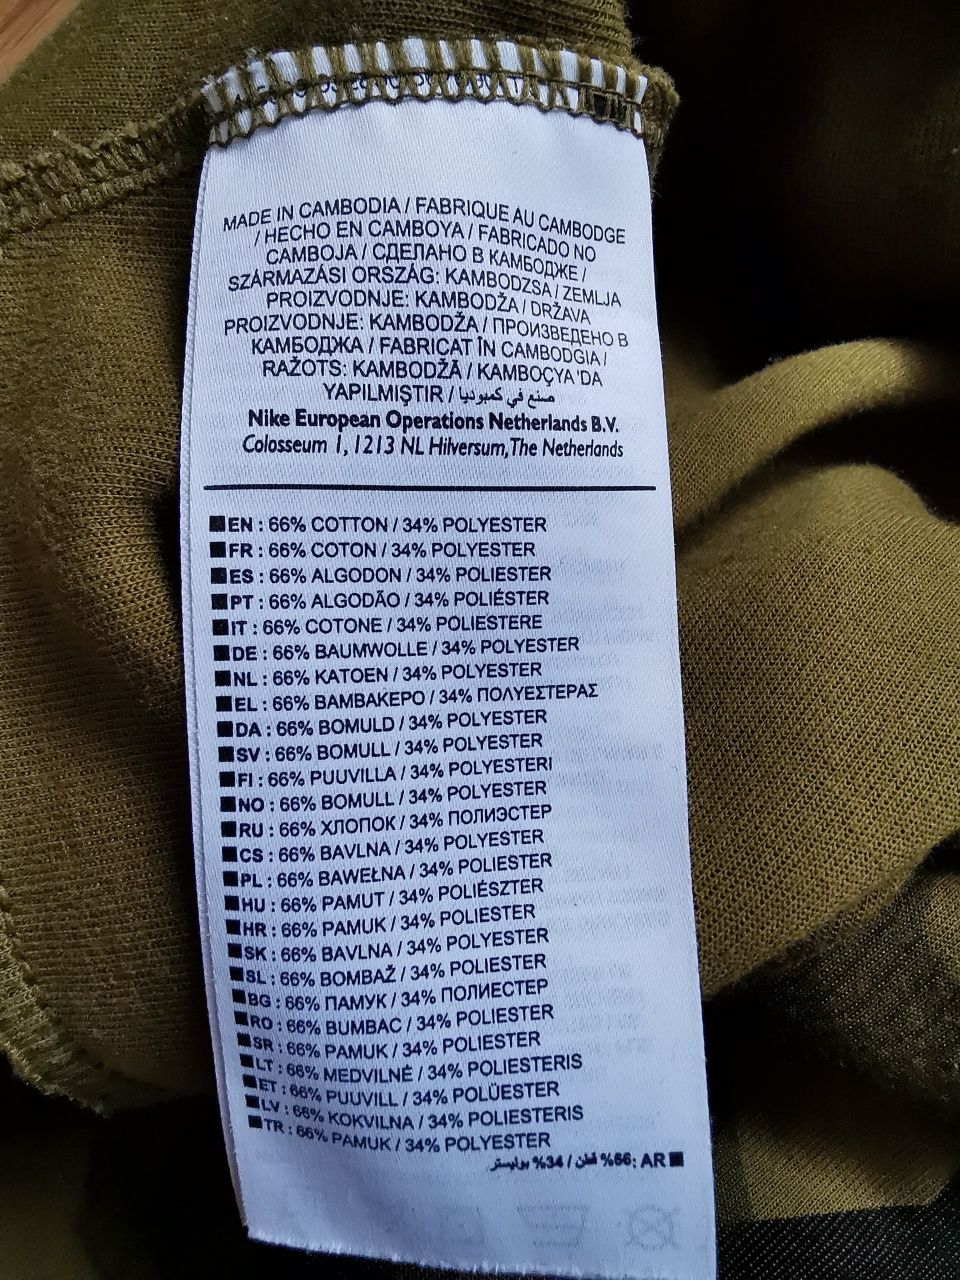 MADE IN CAMBODIA / FABRIQUE AU CAMBODGE
/ HECHO EN CAMBOYA / FABRICADO NO
CAMBOJA / СДЕЛАНО В КАМБОДЖЕ /
SZÁRMAZÁSI ORSZÁG: KAMBODZSA / ZEMLJA
PROIZVODNJE: KAMBODŽA / DRŽAVA
PROIZVODNJE: KAMBODŽA / ПРОИЗВЕДЕНО В
КАМБОДЖА / FABRICAT ÎN CAMBODGIA /
RAŽOTS: KAMBODŽĀ / KAMBOÇYA'DA
YAPILMIŞTIR / صنع في كمبوديا
Nike European Operations Netherlands B.V.
Colosseum 1, 1213 NL Hilversum, The Netherlands
EN : 66% COTTON / 34% POLYESTER
FR : 66% COTON / 34% POLYESTER
ES : 66% ALGODON / 34% POLIESTER
PT : 66% ALGODÃO / 34% POLIÉSTER
IT : 66% COTONE / 34% POLIESTERE
DE : 66% BAUMWOLLE / 34% POLYESTER
NL : 66% KATOEN / 34% POLYESTER
EL : 66% ΒΑΜΒΑΚΕΡΟ / 34% ΠΟΛΥΕΣΤΕΡΑΣ
DA : 66% BOMULD / 34% POLYESTER
SV : 66% BOMULL / 34% POLYESTER
FI : 66% PUUVILLA / 34% POLYESTERI
NO : 66% BOMULL / 34% POLYESTER
RU : 66% ХЛОПОК / 34% ПОЛИЭСТЕР
CS : 66% BAVLNA / 34% POLYESTER
PL : 66% BAWEŁNA / 34% POLIESTER
HU : 66% PAMUT / 34% POLIÉSZTER
HR : 66% PAMUK / 34% POLIESTER
SK : 66% BAVLNA / 34% POLYESTER
SL : 66% BOMBAŽ / 34% POLIESTER
BG : 66% ПАМУК / 34% ПОЛИЕСТЕР
RO : 66% BUMBAC / 34% POLIESTER
SR : 66% PAMUK / 34% POLIESTER
LT : 66% MEDVILNĖ / 34% POLIESTERIS
ET : 66% PUUVILL / 34% POLÜESTER
LV : 66% KOKVILNA / 34% POLIESTERIS
TR : 66% PAMUK / 34% POLYESTER
AR :66% قطن / 34% بوليستر